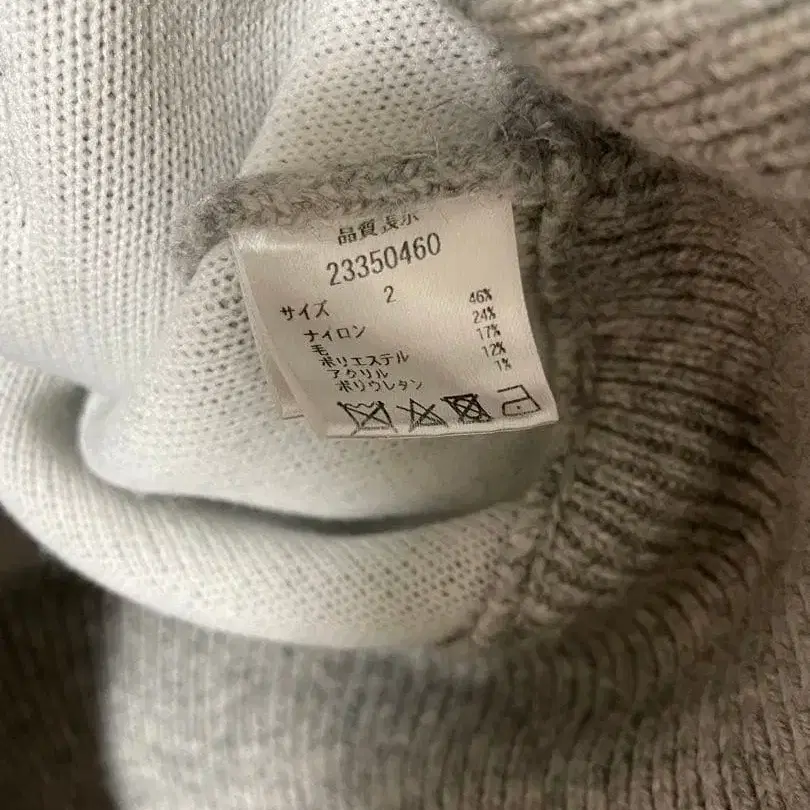 品質表示
23350460
サイズ 2
ナイロン 46%
毛 24%
ポリエステル 17%
アクリル 12%
ポリウレタン 1%